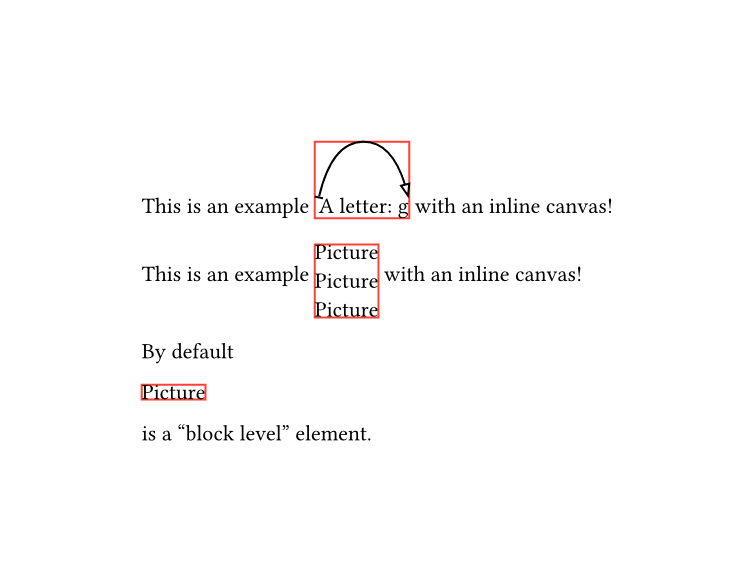 This is an example A letter: g with an inline canvas!
Picture
This is an example Picture with an inline canvas!
Picture
By default
Picture
is a “block level” element.